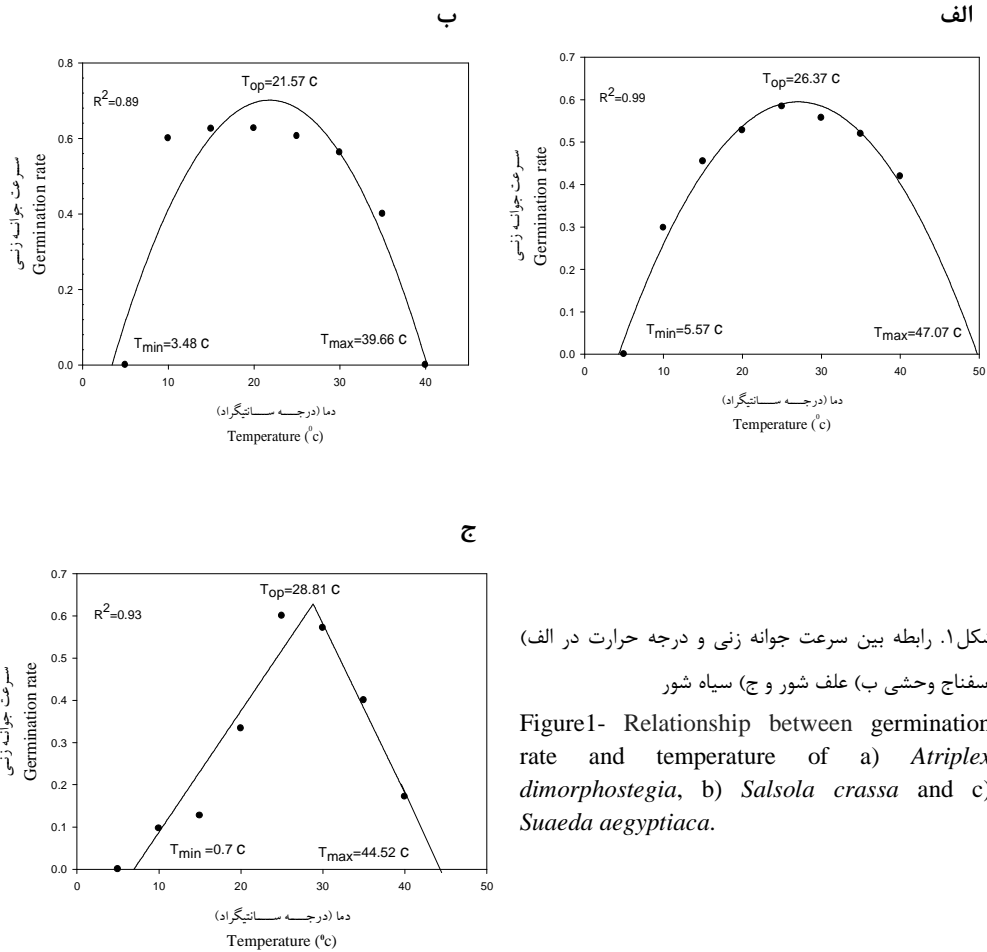 ب
0.8
0.6
0.4
0.2
0.0
R2=0.89
Top=21.57 C
Tmin=3.48 C
Tmax=39.66 C
0 10 20 30 40
سرعت جوانه زنی
Germination rate
دما (درجه سانتیگراد)
Temperature (0c)
الف
0.7
0.6
0.5
0.4
0.3
0.2
0.1
0.0
R2=0.99
Top=26.37 C
Tmin=5.57 C
Tmax=47.07 C
0 10 20 30 40 50
سرعت جوانه زنی
Germination rate
دما (درجه سانتیگراد)
Temperature (0c)
ج
0.7
0.6
0.5
0.4
0.3
0.2
0.1
0.0
R2=0.93
Top=28.81 C
Tmin =0.7 C
Tmax=44.52 C
0 10 20 30 40 50
سرعت جوانه زنی
Germination rate
دما (درجه سانتیگراد)
Temperature (0c)
شکل۱. رابطه بین سرعت جوانه زنی و درجه حرارت در الف)
اسفناج وحشی ب) علف شور و ج) سیاه شور
Figure1- Relationship between germination
rate and temperature of a) Atriplex
dimorphostegia, b) Salsola crassa and c)
Suaeda aegyptiaca.